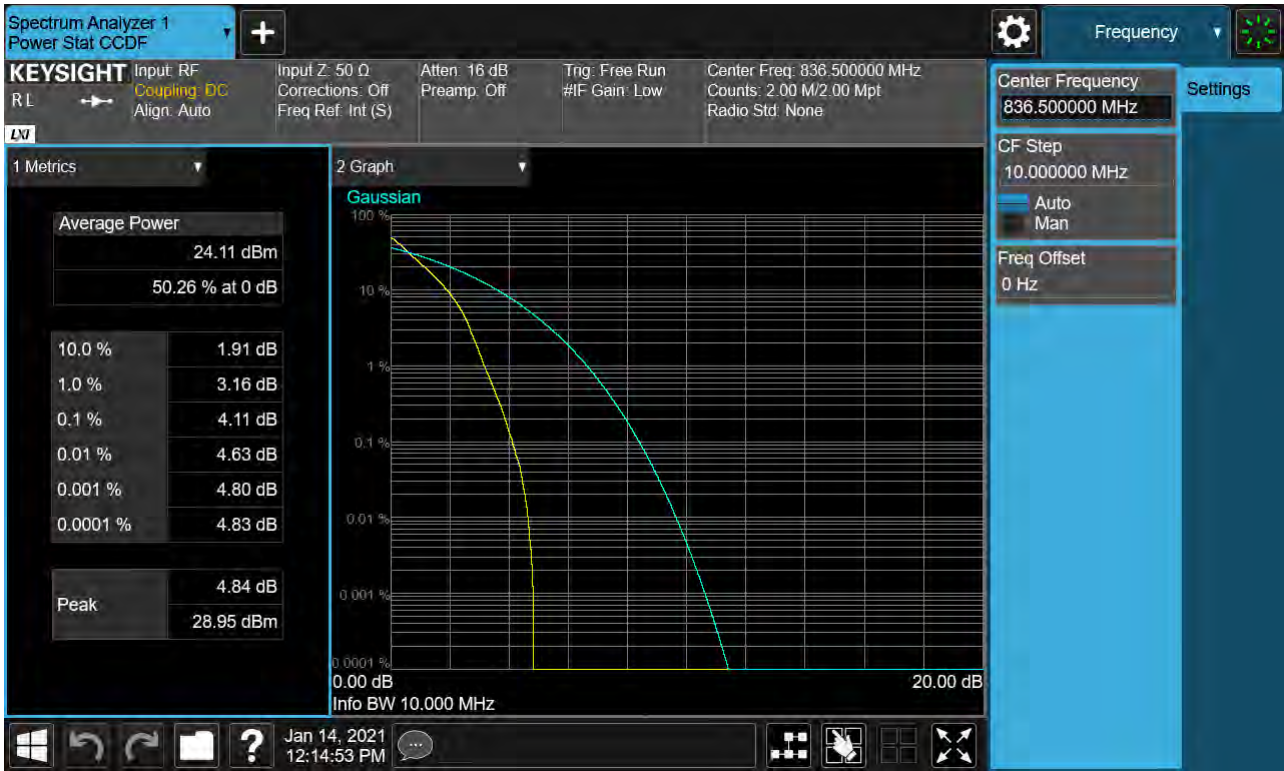 Spectrum Analyzer 1
Power Stat CCDF
Frequency
KEYSIGHT
RL
LXI
Input: RF
Coupling: DC
Align: Auto
Input Z: 50 Ω
Corrections: Off
Freq Ref: Int (S)
Atten: 16 dB
Preamp: Off
Trig: Free Run
#IF Gain: Low
Center Freq: 836.500000 MHz
Counts: 2.00 M/2.00 Mpt
Radio Std: None
Center Frequency
836.500000 MHz
Settings
CF Step
10.000000 MHz
Auto
Man
Freq Offset
0 Hz
1 Metrics
Average Power
24.11 dBm
50.26 % at 0 dB
10.0 % 1.91 dB
1.0 % 3.16 dB
0.1 % 4.11 dB
0.01 % 4.63 dB
0.001 % 4.80 dB
0.0001 % 4.83 dB
Peak
4.84 dB
28.95 dBm
2 Graph
Gaussian
100 %
10 %
1 %
0.1 %
0.01 %
0.001 %
0.0001 %
0.00 dB 20.00 dB
Info BW 10.000 MHz
?
Jan 14, 2021
12:14:53 PM